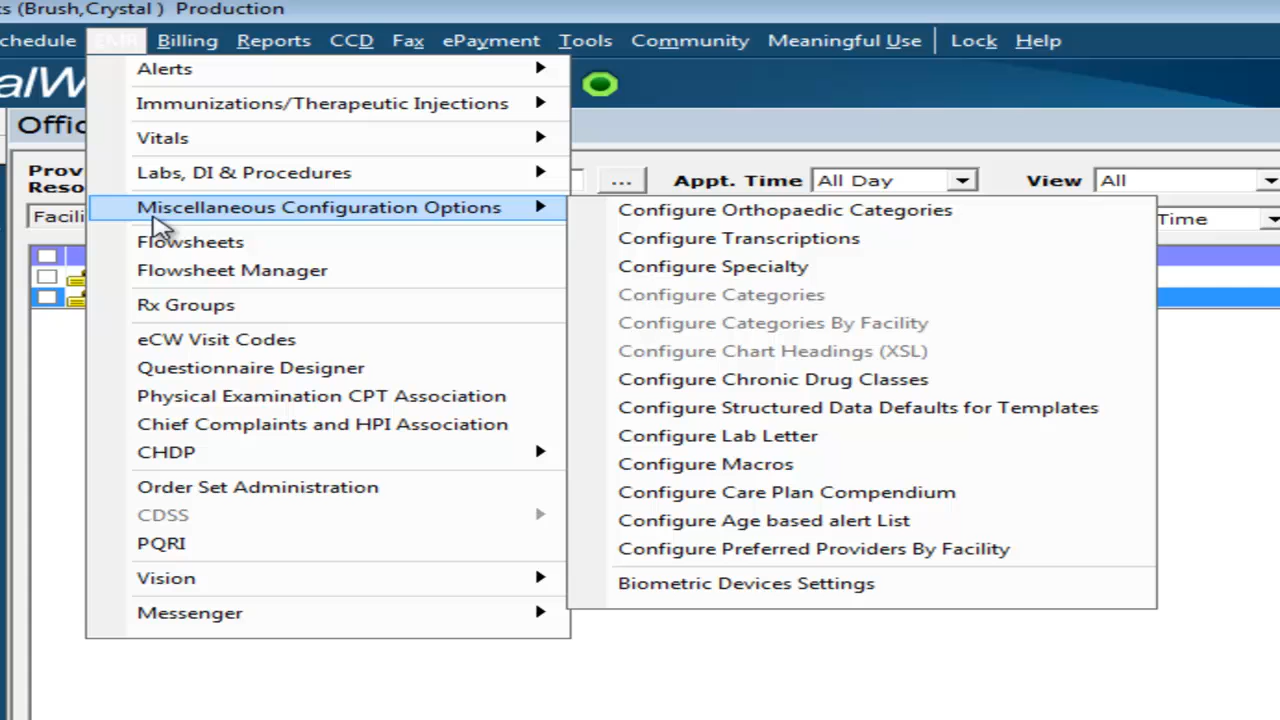 s (Brush,Crystal ) Production
chedule EMR Billing Reports CCD Fax ePayment Tools Community Meaningful Use Lock Help
alW
Offic
Provi
Reso
... Appt. Time All Day View All
Facili
Time
Alerts
Immunizations/Therapeutic Injections
Vitals
Labs, DI & Procedures
Miscellaneous Configuration Options
Flowsheets
Flowsheet Manager
Rx Groups
eCW Visit Codes
Questionnaire Designer
Physical Examination CPT Association
Chief Complaints and HPI Association
CHDP
Order Set Administration
CDSS
PQRI
Vision
Messenger
Configure Orthopaedic Categories
Configure Transcriptions
Configure Specialty
Configure Categories
Configure Categories By Facility
Configure Chart Headings (XSL)
Configure Chronic Drug Classes
Configure Structured Data Defaults for Templates
Configure Lab Letter
Configure Macros
Configure Care Plan Compendium
Configure Age based alert List
Configure Preferred Providers By Facility
Biometric Devices Settings